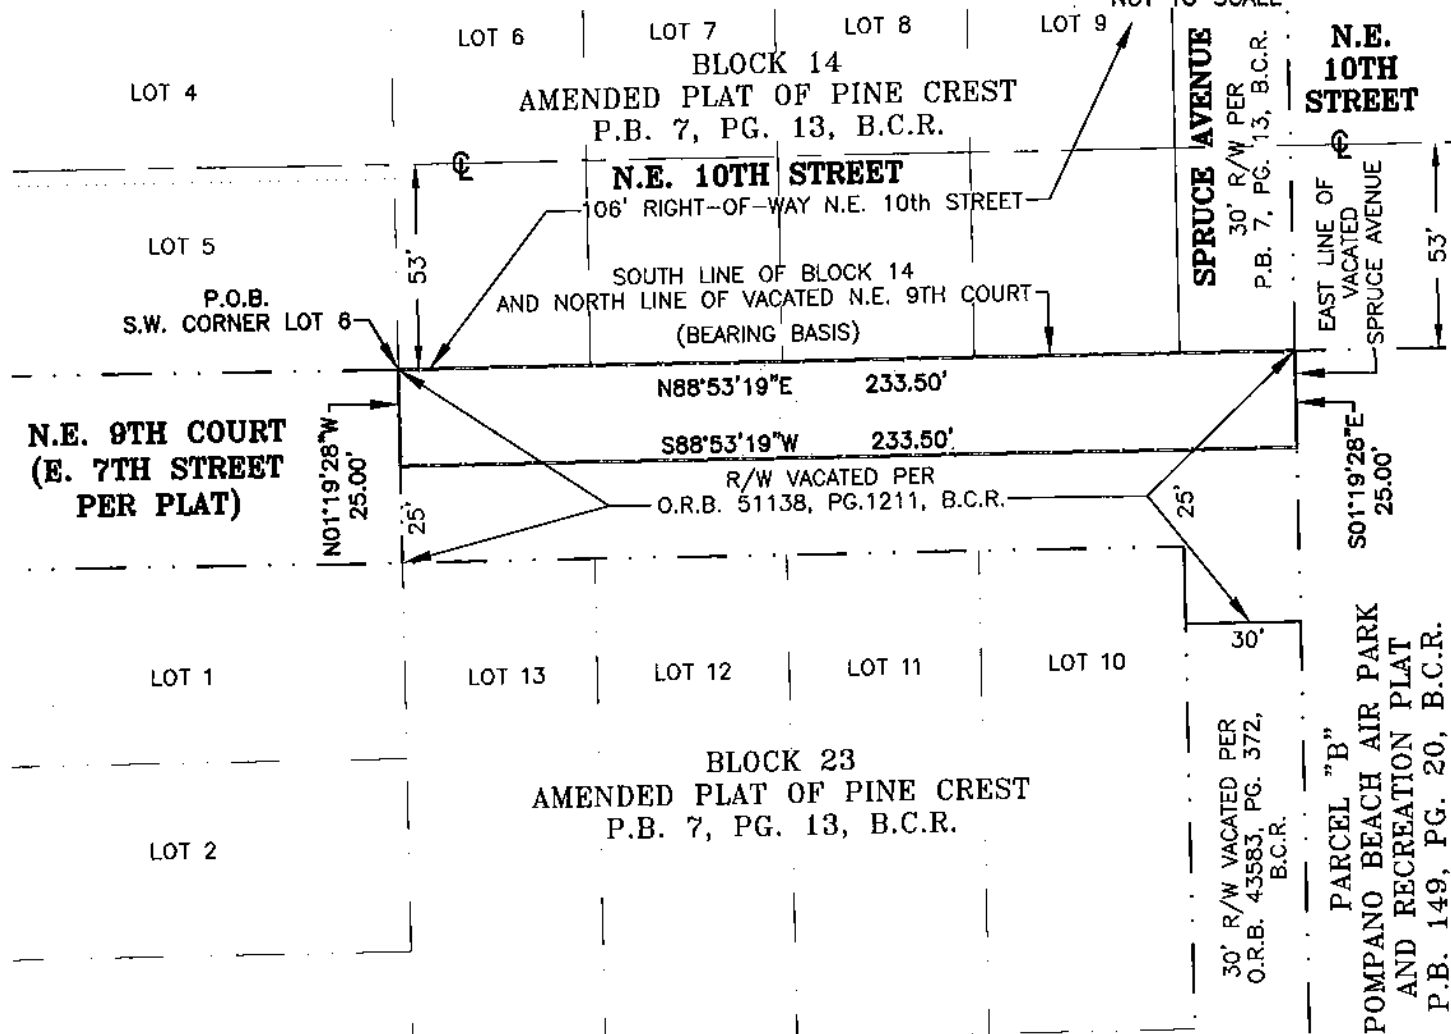 NOT TO SCALE
LOT 6
LOT 7
LOT 8
LOT 9
LOT 4
BLOCK 14
AMENDED PLAT OF PINE CREST
P.B. 7, PG. 13, B.C.R.
SPRUCE AVENUE
30' R/W PER
P.B. 7, PG. 13, B.C.R.
N.E.
10TH
STREET
℄
℄
N.E. 10TH STREET
106' RIGHT-OF-WAY N.E. 10th STREET
LOT 5
53'
53'
EAST LINE OF
VACATED
SPRUCE AVENUE
P.O.B.
S.W. CORNER LOT 6
SOUTH LINE OF BLOCK 14
AND NORTH LINE OF VACATED N.E. 9TH COURT
(BEARING BASIS)
N88°53'19"E 233.50'
S88°53'19"W 233.50'
N.E. 9TH COURT
(E. 7TH STREET
PER PLAT)
N01°19'28"W
25.00'
25'
R/W VACATED PER
O.R.B. 51138, PG.1211, B.C.R.
25'
S01°19'28"E
25.00'
30'
LOT 1
LOT 13
LOT 12
LOT 11
LOT 10
BLOCK 23
AMENDED PLAT OF PINE CREST
P.B. 7, PG. 13, B.C.R.
LOT 2
30' R/W VACATED PER
O.R.B. 43583, PG. 372,
B.C.R.
PARCEL "B"
POMPANO BEACH AIR PARK
AND RECREATION PLAT
P.B. 149, PG. 20, B.C.R.